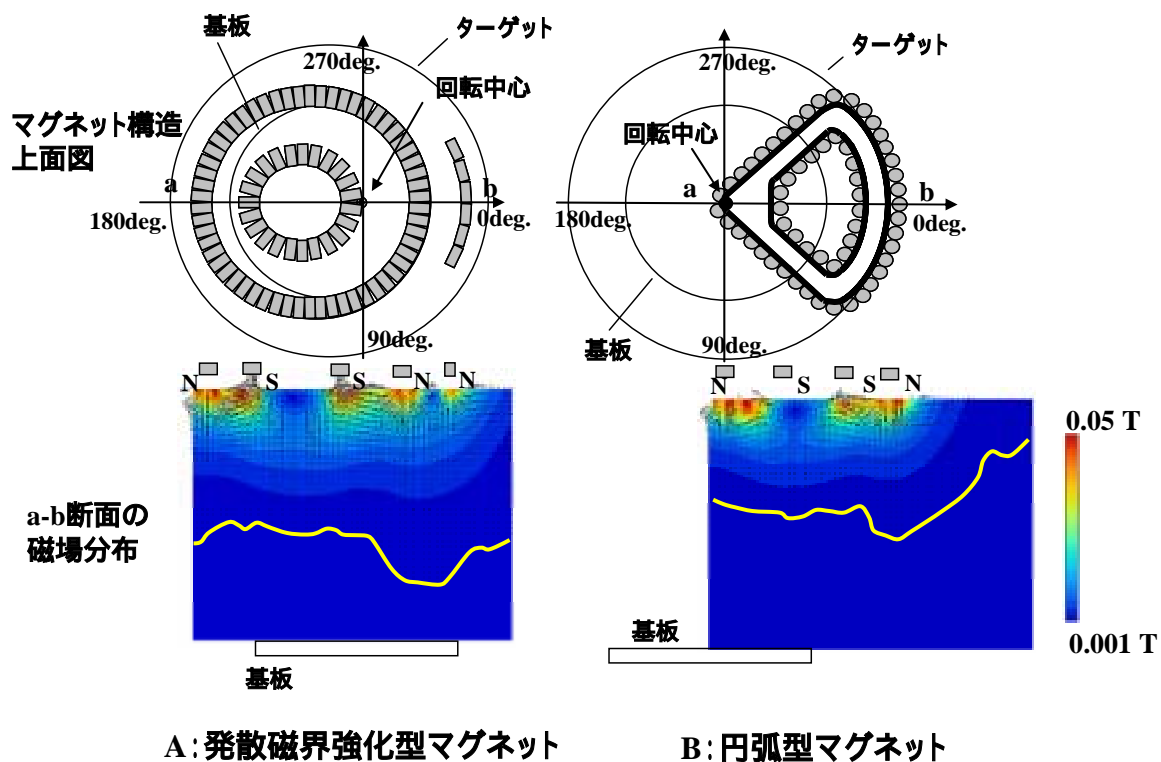 基板
ターゲット
270deg.
回転中心
マグネット構造
上面図
a
b
180deg.
0deg.
90deg.
N
S
S
N
N
ターゲット
270deg.
回転中心
a
b
180deg.
0deg.
基板
90deg.
N
S
S
N
0.05 T
0.001 T
a-b断面の
磁場分布
基板
基板
A：発散磁界強化型マグネット
B：円弧型マグネット